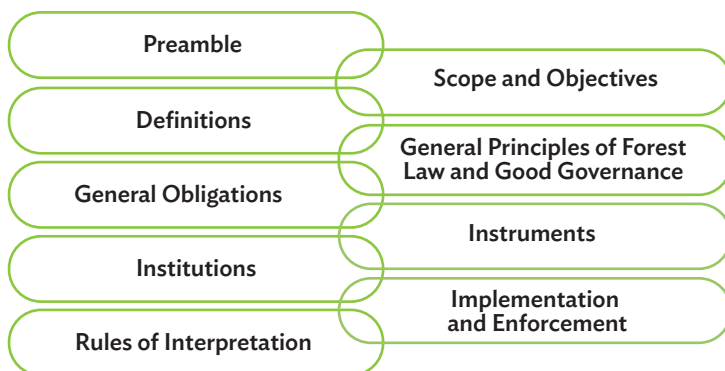 Preamble
Scope and Objectives
Definitions
General Principles of Forest
Law and Good Governance
General Obligations
Instruments
Institutions
Implementation
and Enforcement
Rules of Interpretation